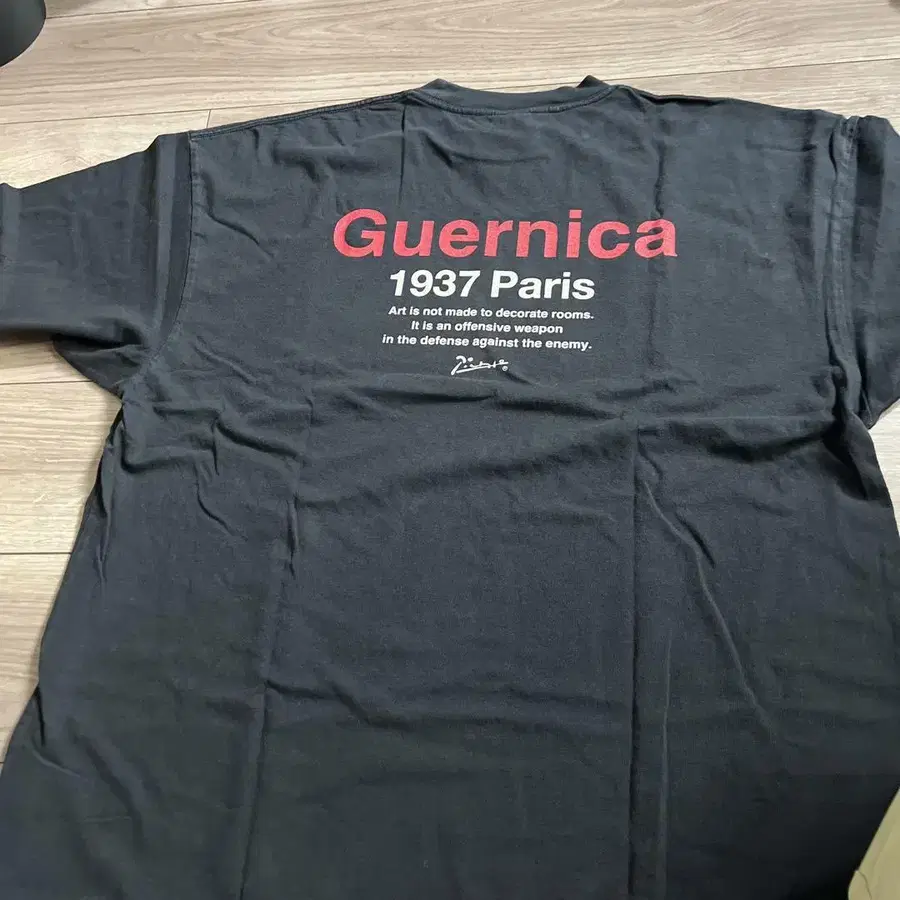 Guernica
1937 Paris
Art is not made to decorate rooms.
It is an offensive weapon
in the defense against the enemy.
Picasso
®